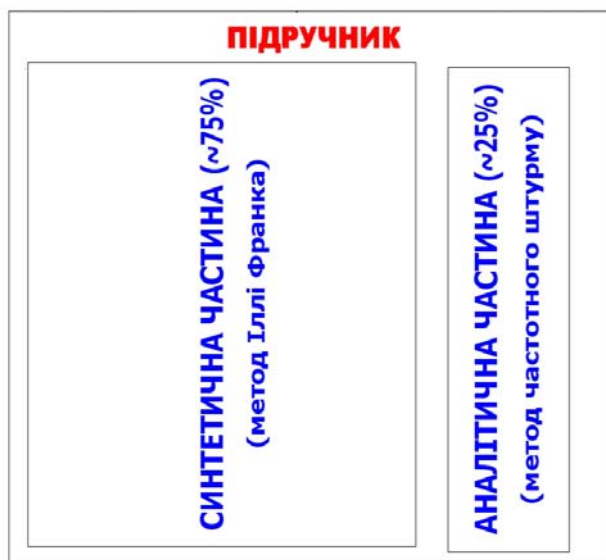 ПІДРУЧНИК
СИНТЕТИЧНА ЧАСТИНА (~75%)
(метод Іллі Франка)
АНАЛІТИЧНА ЧАСТИНА (~25%)
(метод частотного штурму)